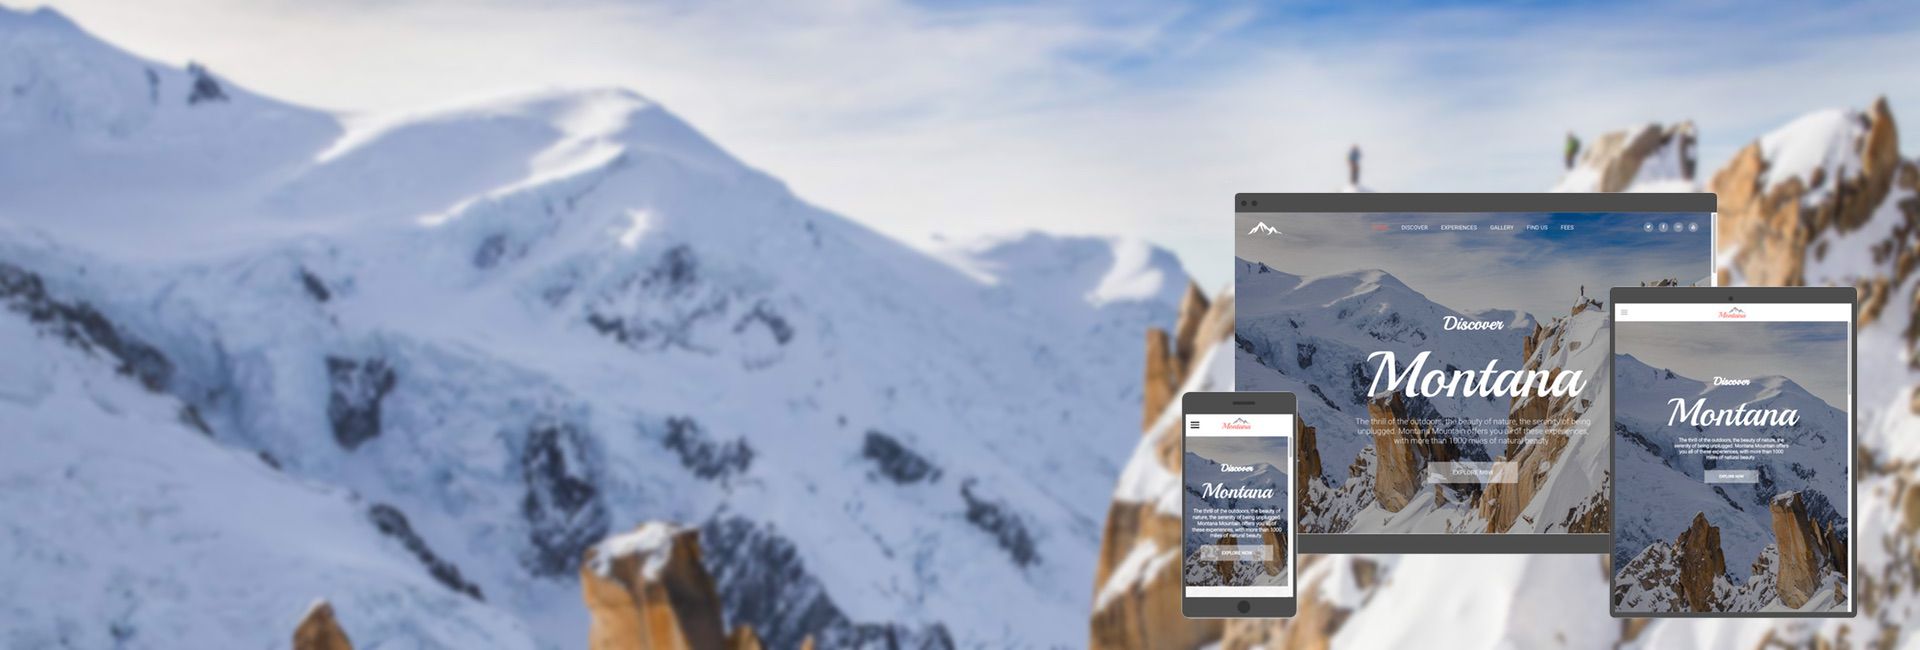 HOME DISCOVER EXPERIENCES GALLERY FIND US FEES
Discover
Montana
The thrill of the outdoors, the beauty of nature, the serenity of being
unplugged. Montana Mountain offers you all of these experiences,
with more than 1000 miles of natural beauty
EXPLORE NOW
Montana
Discover
Montana
The thrill of the outdoors, the beauty of
nature, the serenity of being unplugged.
Montana Mountain offers you all of
these experiences, with more than 1000
miles of natural beauty
EXPLORE NOW
Montana
Discover
Montana
The thrill of the outdoors, the beauty of nature, the
serenity of being unplugged. Montana Mountain offers
you all of these experiences, with more than 1000
miles of natural beauty
EXPLORE NOW